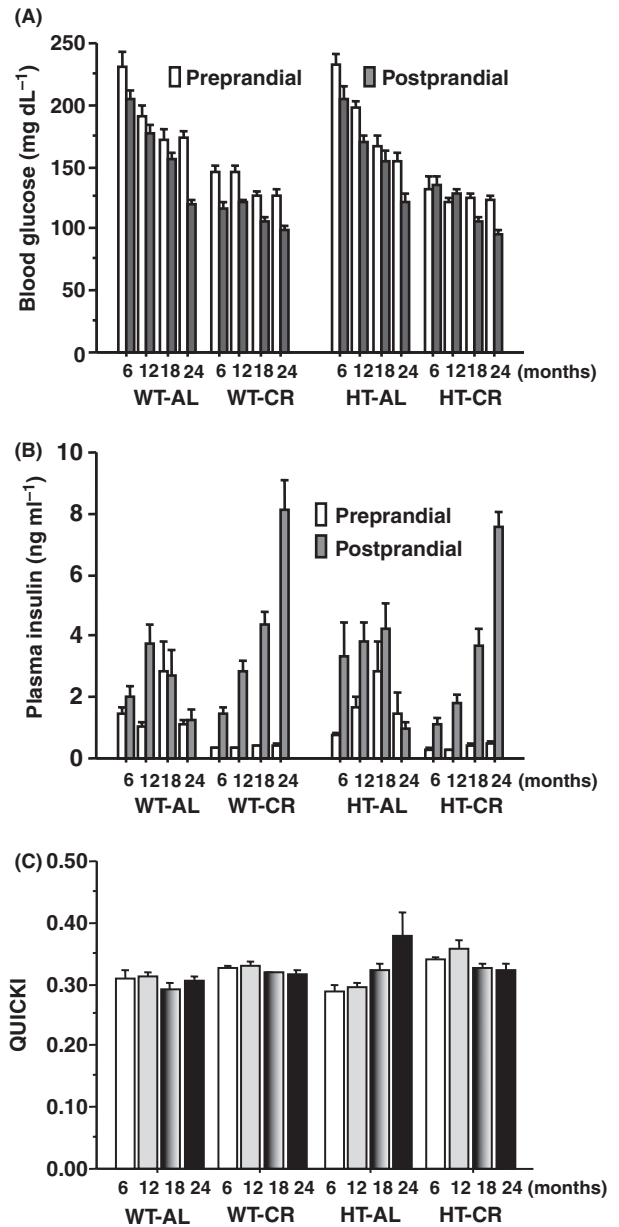 (A)
250
200
150
100
50
0
Blood glucose (mg dL⁻¹)
Preprandial Postprandial
6 12 18 24 6 12 18 24 6 12 18 24 6 12 18 24 (months)
WT-AL WT-CR HT-AL HT-CR
(B)
10
8
6
4
2
0
Plasma insulin (ng ml⁻¹)
Preprandial
Postprandial
6 12 18 24 6 12 18 24 6 12 18 24 6 12 18 24 (months)
WT-AL WT-CR HT-AL HT-CR
(C)
0.50
0.40
0.30
0.20
0.10
0.00
QUICKI
6 12 18 24 6 12 18 24 6 12 18 24 6 12 18 24 (months)
WT-AL WT-CR HT-AL HT-CR